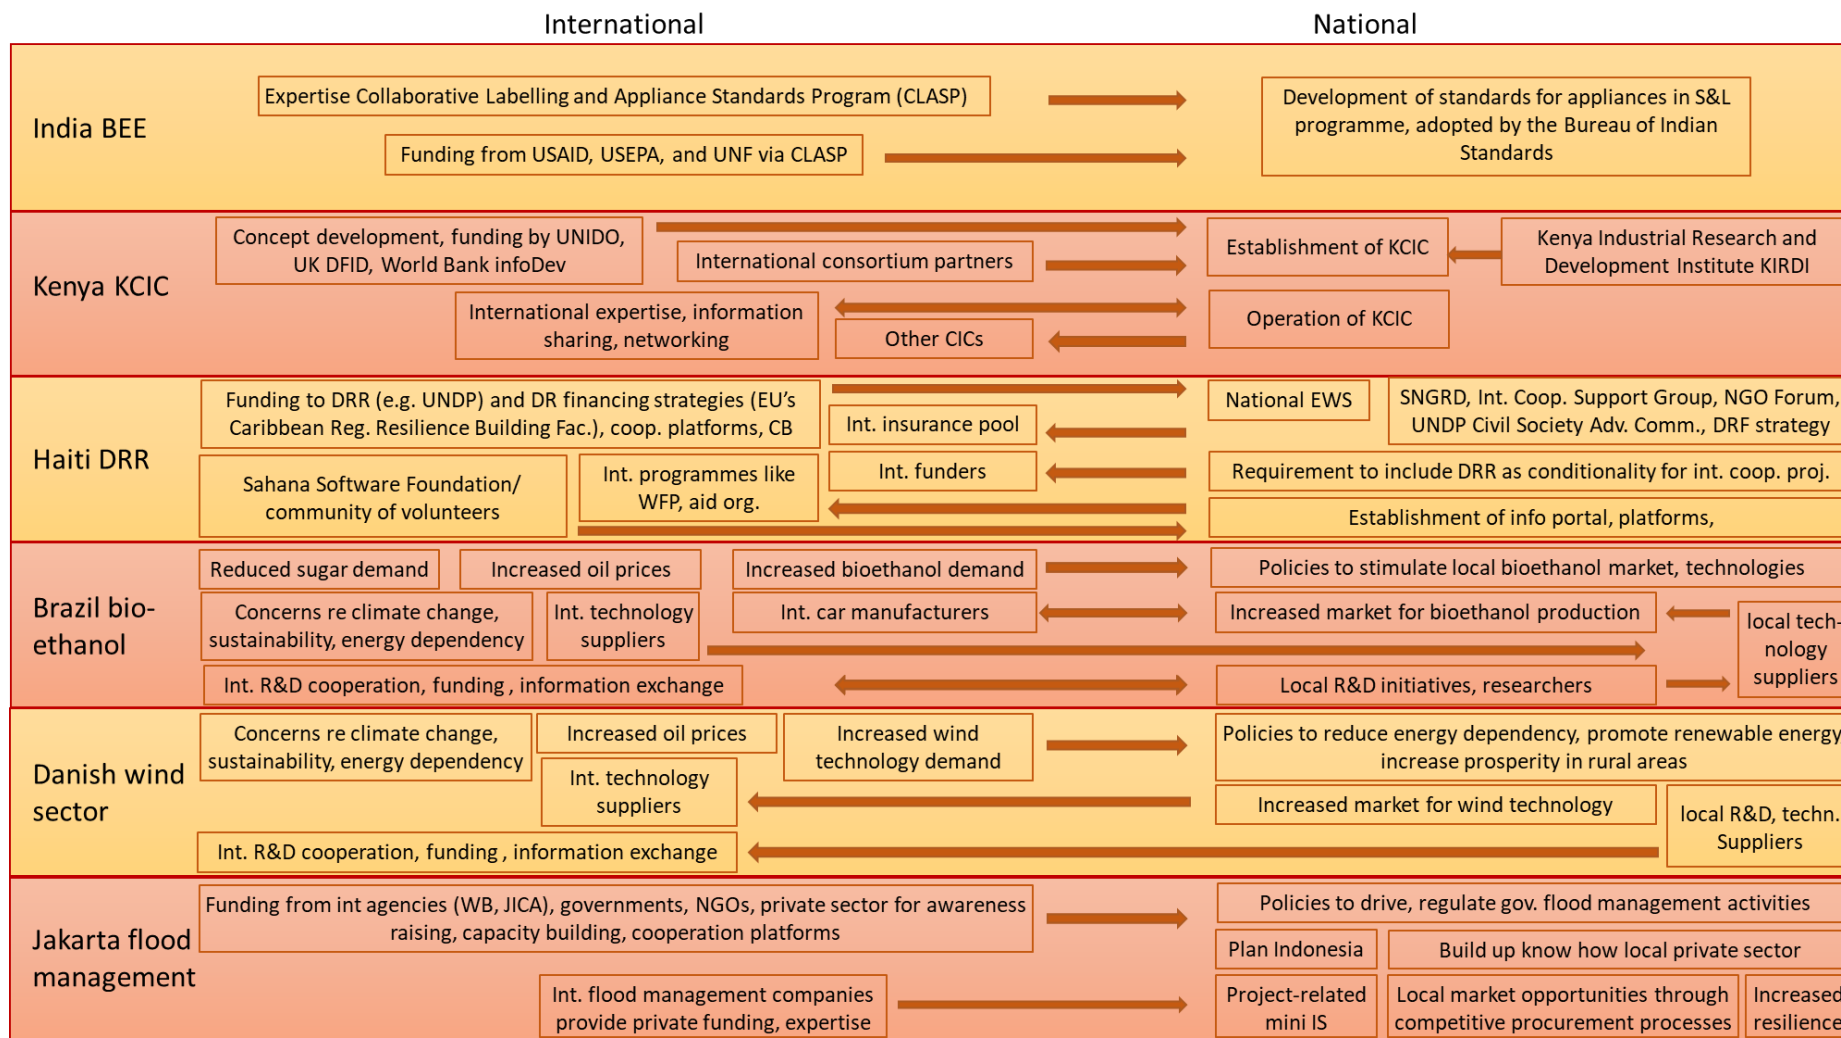 International
National
India BEE
Expertise Collaborative Labelling and Appliance Standards Program (CLASP)
Funding from USAID, USEPA, and UNF via CLASP
Development of standards for appliances in S&L
programme, adopted by the Bureau of Indian
Standards
Kenya KCIC
Concept development, funding by UNIDO,
UK DFID, World Bank infoDev
International consortium partners
Establishment of KCIC
Kenya Industrial Research and
Development Institute KIRDI
International expertise, information
sharing, networking
Other CICs
Operation of KCIC
Haiti DRR
Funding to DRR (e.g. UNDP) and DR financing strategies (EU's
Caribbean Reg. Resilience Building Fac.), coop. platforms, CB
Int. insurance pool
National EWS
SNGRD, Int. Coop. Support Group, NGO Forum,
UNDP Civil Society Adv. Comm., DRF strategy
Sahana Software Foundation/
community of volunteers
Int. programmes like
WFP, aid org.
Int. funders
Requirement to include DRR as conditionality for int. coop. proj.
Establishment of info portal, platforms,
Brazil bio-
ethanol
Reduced sugar demand
Increased oil prices
Increased bioethanol demand
Policies to stimulate local bioethanol market, technologies
Concerns re climate change,
sustainability, energy dependency
Int. technology
suppliers
Int. car manufacturers
Increased market for bioethanol production
local tech-
nology
suppliers
Int. R&D cooperation, funding , information exchange
Local R&D initiatives, researchers
Danish wind
sector
Concerns re climate change,
sustainability, energy dependency
Increased oil prices
Int. technology
suppliers
Increased wind
technology demand
Policies to reduce energy dependency, promote renewable energy,
increase prosperity in rural areas
Increased market for wind technology
local R&D, techn.
Suppliers
Int. R&D cooperation, funding , information exchange
Jakarta flood
management
Funding from int agencies (WB, JICA), governments, NGOs, private sector for awareness
raising, capacity building, cooperation platforms
Policies to drive, regulate gov. flood management activities
Plan Indonesia
Build up know how local private sector
Int. flood management companies
provide private funding, expertise
Project-related
mini IS
Local market opportunities through
competitive procurement processes
Increased
resilience